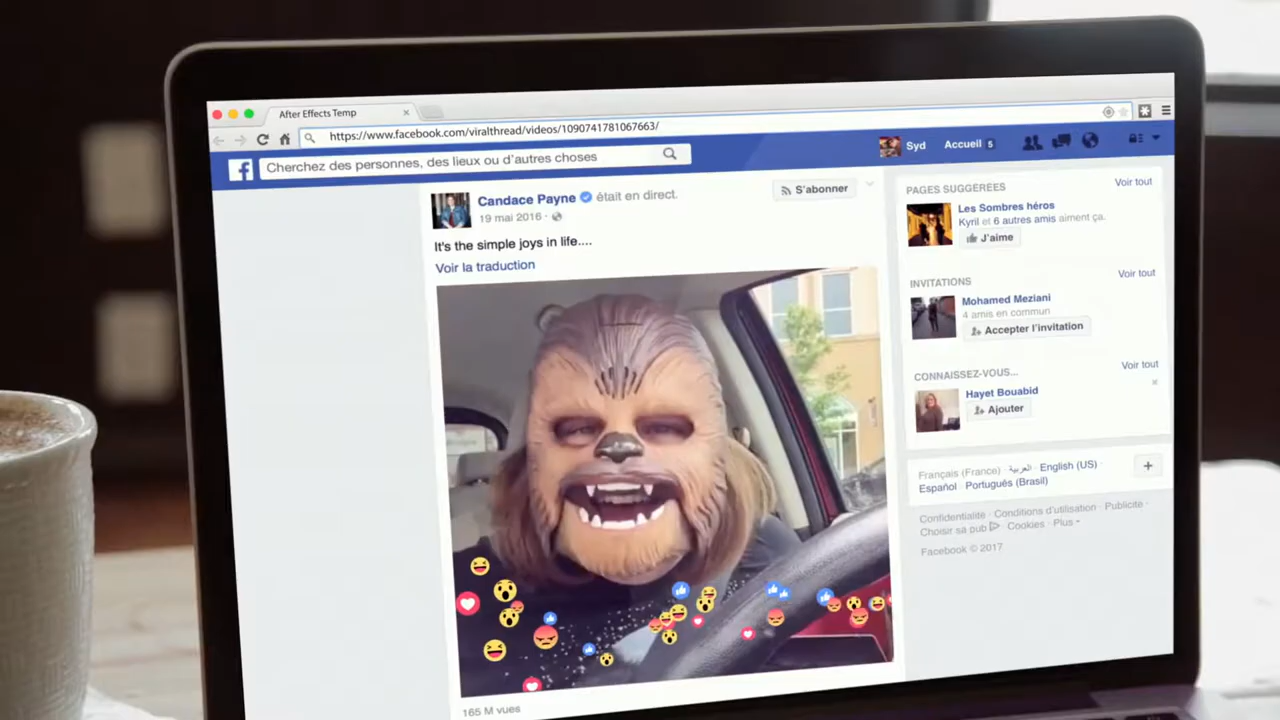 After Effects Temp
https://www.facebook.com/viralthread/videos/1090741781067663/
Cherchez des personnes, des lieux ou d'autres choses
Syd
Accueil 5
Candace Payne était en direct.
19 mai 2016 ·
S'abonner
It's the simple joys in life....
Voir la traduction
165 M vues
PAGES SUGGÉRÉES
Voir tout
Les Sombres héros
Kyril et 6 autres amis aiment ça.
J'aime
INVITATIONS
Voir tout
Mohamed Meziani
4 amis en commun
Accepter l'invitation
CONNAISSEZ-VOUS...
Voir tout
Hayet Bouabid
Ajouter
Français (France) · العربية · English (US) ·
Español · Português (Brasil)
Confidentialité · Conditions d'utilisation · Publicité ·
Choisir sa pub · Cookies · Plus
Facebook © 2017